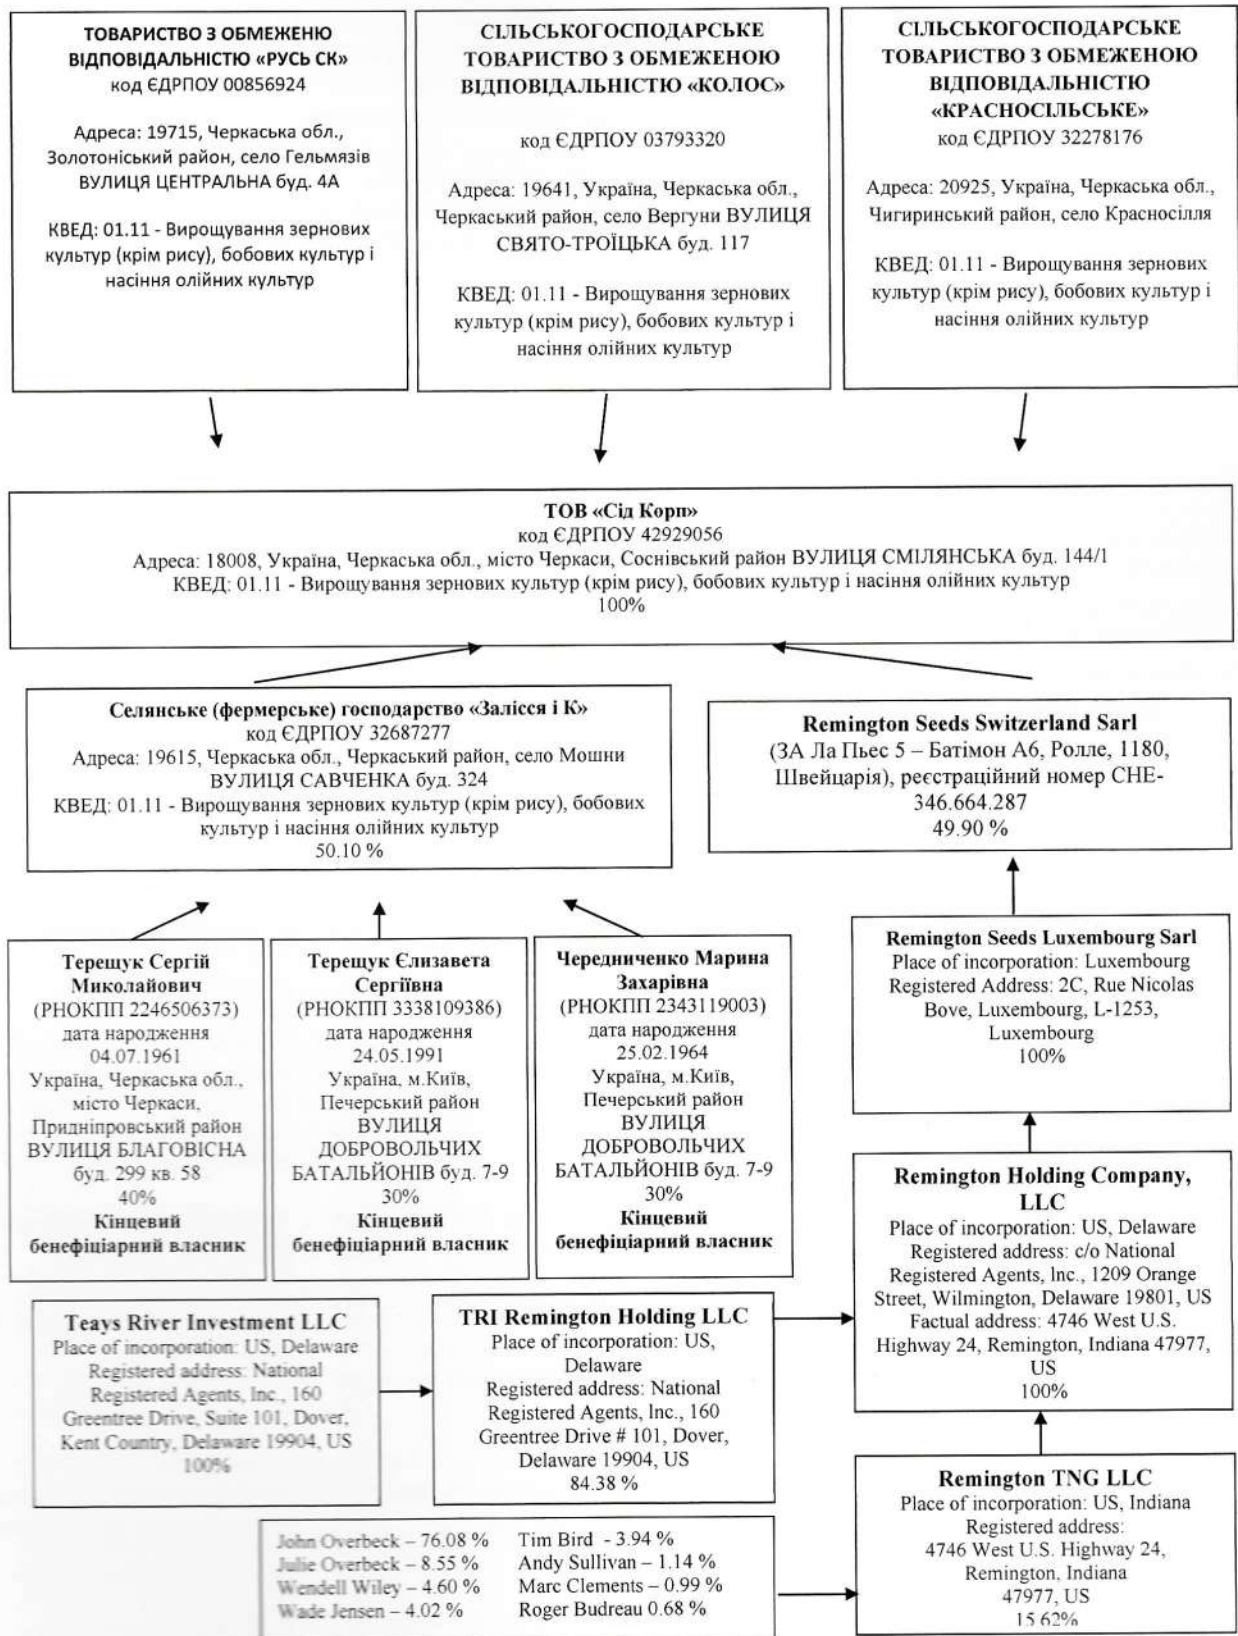 ТОВАРИСТВО З ОБМЕЖЕНЮ
ВІДПОВІДАЛЬНІСТЮ «РУСЬ СК»
код ЄДРПОУ 00856924
Адреса: 19715, Черкаська обл.,
Золотоніський район, село Гельмязів
ВУЛИЦЯ ЦЕНТРАЛЬНА буд. 4А
КВЕД: 01.11 - Вирощування зернових
культур (крім рису), бобових культур і
насіння олійних культур
СІЛЬСЬКОГОСПОДАРСЬКЕ
ТОВАРИСТВО З ОБМЕЖЕНОЮ
ВІДПОВІДАЛЬНІСТЮ «КОЛОС»
код ЄДРПОУ 03793320
Адреса: 19641, Україна, Черкаська обл.,
Черкаський район, село Вергуни ВУЛИЦЯ
СВЯТО-ТРОЇЦЬКА буд. 117
КВЕД: 01.11 - Вирощування зернових
культур (крім рису), бобових культур і
насіння олійних культур
СІЛЬСЬКОГОСПОДАРСЬКЕ
ТОВАРИСТВО З ОБМЕЖЕНОЮ
ВІДПОВІДАЛЬНІСТЮ
«КРАСНОСІЛЬСЬКЕ»
код ЄДРПОУ 32278176
Адреса: 20925, Україна, Черкаська обл.,
Чигиринський район, село Красносілля
КВЕД: 01.11 - Вирощування зернових
культур (крім рису), бобових культур і
насіння олійних культур
ТОВ «Сід Корп»
код ЄДРПОУ 42929056
Адреса: 18008, Україна, Черкаська обл., місто Черкаси, Соснівський район ВУЛИЦЯ СМІЛЯНСЬКА буд. 144/1
КВЕД: 01.11 - Вирощування зернових культур (крім рису), бобових культур і насіння олійних культур
100%
Селянське (фермерське) господарство «Залісся і К»
код ЄДРПОУ 32687277
Адреса: 19615, Черкаська обл., Черкаський район, село Мошни
ВУЛИЦЯ САВЧЕНКА буд. 324
КВЕД: 01.11 - Вирощування зернових культур (крім рису), бобових
культур і насіння олійних культур
50.10 %
Remington Seeds Switzerland Sarl
(ЗА Ла Пьес 5 – Батімон А6, Ролле, 1180,
Швейцарія), реєстраційний номер CHE-
346.664.287
49.90 %
Терещук Сергій
Миколайович
(РНОКПП 2246506373)
дата народження
04.07.1961
Україна, Черкаська обл.,
місто Черкаси,
Придніпровський район
ВУЛИЦЯ БЛАГОВІСНА
буд. 299 кв. 58
40%
Кінцевий
бенефіціарний власник
Терещук Єлизавета
Сергіївна
(РНОКПП 3338109386)
дата народження
24.05.1991
Україна, м.Київ,
Печерський район
ВУЛИЦЯ
ДОБРОВОЛЬЧИХ
БАТАЛЬЙОНІВ буд. 7-9
30%
Кінцевий
бенефіціарний власник
Чередниченко Марина
Захарівна
(РНОКПП 2343119003)
дата народження
25.02.1964
Україна, м.Київ,
Печерський район
ВУЛИЦЯ
ДОБРОВОЛЬЧИХ
БАТАЛЬЙОНІВ буд. 7-9
30%
Кінцевий
бенефіціарний власник
Remington Seeds Luxembourg Sarl
Place of incorporation: Luxembourg
Registered Address: 2C, Rue Nicolas
Bove, Luxembourg, L-1253,
Luxembourg
100%
Remington Holding Company,
LLC
Place of incorporation: US, Delaware
Registered address: c/o National
Registered Agents, Inc., 1209 Orange
Street, Wilmington, Delaware 19801, US
Factual address: 4746 West U.S.
Highway 24, Remington, Indiana 47977,
US
100%
Teays River Investment LLC
Place of incorporation: US, Delaware
Registered address: National
Registered Agents, Inc., 160
Greentree Drive, Suite 101, Dover,
Kent Country, Delaware 19904, US
100%
TRI Remington Holding LLC
Place of incorporation: US,
Delaware
Registered address: National
Registered Agents, Inc., 160
Greentree Drive # 101, Dover,
Delaware 19904, US
84.38 %
Remington TNG LLC
Place of incorporation: US, Indiana
Registered address:
4746 West U.S. Highway 24,
Remington, Indiana
47977, US
15.62%
John Overbeck – 76.08 % Tim Bird - 3.94 %
Julie Overbeck – 8.55 % Andy Sullivan – 1.14 %
Wendell Wiley – 4.60 % Marc Clements – 0.99 %
Wade Jensen – 4.02 % Roger Budreau 0.68 %